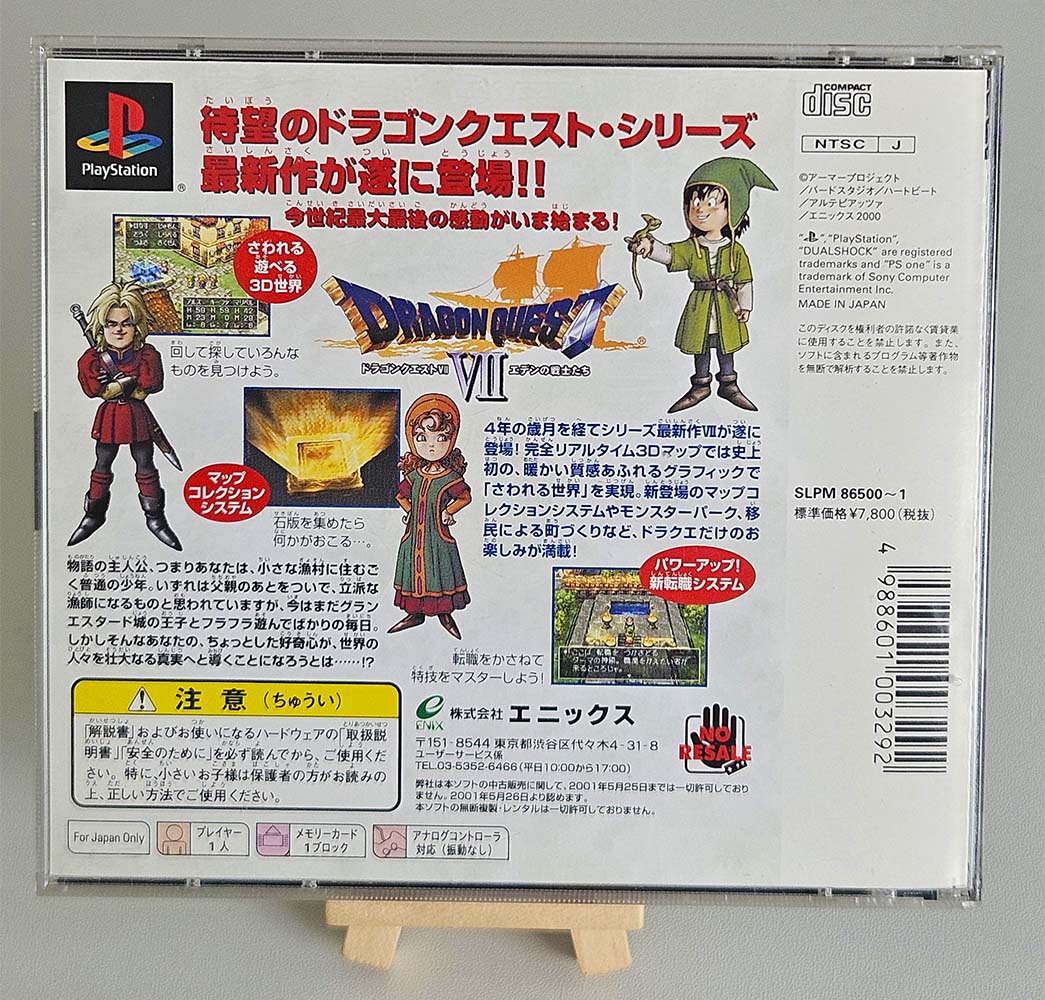 PlayStation
®
待望のドラゴンクエスト・シリーズ
最新作が遂に登場!!
今世紀最大最後の感動がいま始まる!
さわれる
遊べる
3D世界
回して探していろんな
ものを見つけよう。
DRAGON QUEST
ドラゴンクエストVII
VII
エデンの戦士たち
マップ
コレクション
システム
石版を集めたら
何かがおこる…。
4年の歳月を経てシリーズ最新作VIIが遂に
登場!完全リアルタイム3Dマップでは史上
初の、暖かい質感あふれるグラフィックで
「さわれる世界」を実現。新登場のマップコ
レクションシステムやモンスターパーク、移
民による町づくりなど、ドラクエだけのお
楽しみが満載!
物語の主人公、つまりあなたは、小さな漁村に住むご
く普通の少年。いずれは父親のあとをついで、立派な
漁師になるものと思われていますが、今はまだグラン
エスタード城の王子とフラフラ遊んでばかりの毎日。
しかしそんなあなたの、ちょっとした好奇心が、世界の
人々を壮大なる真実へと導くことになろうとは……!?
パワーアップ!
新転職システム
ここは 転職を つかさどる
ダーマの神殿。 職業をかえたい者が
来るところじゃ。
転職をかさねて
特技をマスターしよう!
注意(ちゅうい)
「解説書」およびお使いになるハードウェアの「取扱説
明書」「安全のために」を必ず読んでから、ご使用くだ
さい。特に、小さいお子様は保護者の方がお読みの
上、正しい方法でご使用ください。
ENIX
株式会社 エニックス
〒151-8544 東京都渋谷区代々木4-31-8
ユーザーサービス係
TEL.03-5352-6466(平日10:00から17:00)
NO
RESALE
弊社は本ソフトの中古販売に関して、2001年5月25日までは一切許可しており
ません。2001年5月26日より認めます。
本ソフトの無断複製・レンタルは一切許可しておりません。
For Japan Only
プレイヤー
1人
メモリーカード
1ブロック
アナログコントローラ
対応(振動なし)
COMPACT
disc
NTSC J
©アーマープロジェクト
/バードスタジオ/ハートビート
/アルテピアッツァ
/エニックス 2000
" ", "PlayStation",
"DUALSHOCK" are registered
trademarks and "PS one" is a
trademark of Sony Computer
Entertainment Inc.
MADE IN JAPAN
このディスクを権利者の許諾なく賃貸業
に使用することを禁止します。また、
ソフトに含まれるプログラム等著作物
を無断で解析することを禁止します。
SLPM 86500~1
標準価格¥7,800(税抜)
4 988601 003292